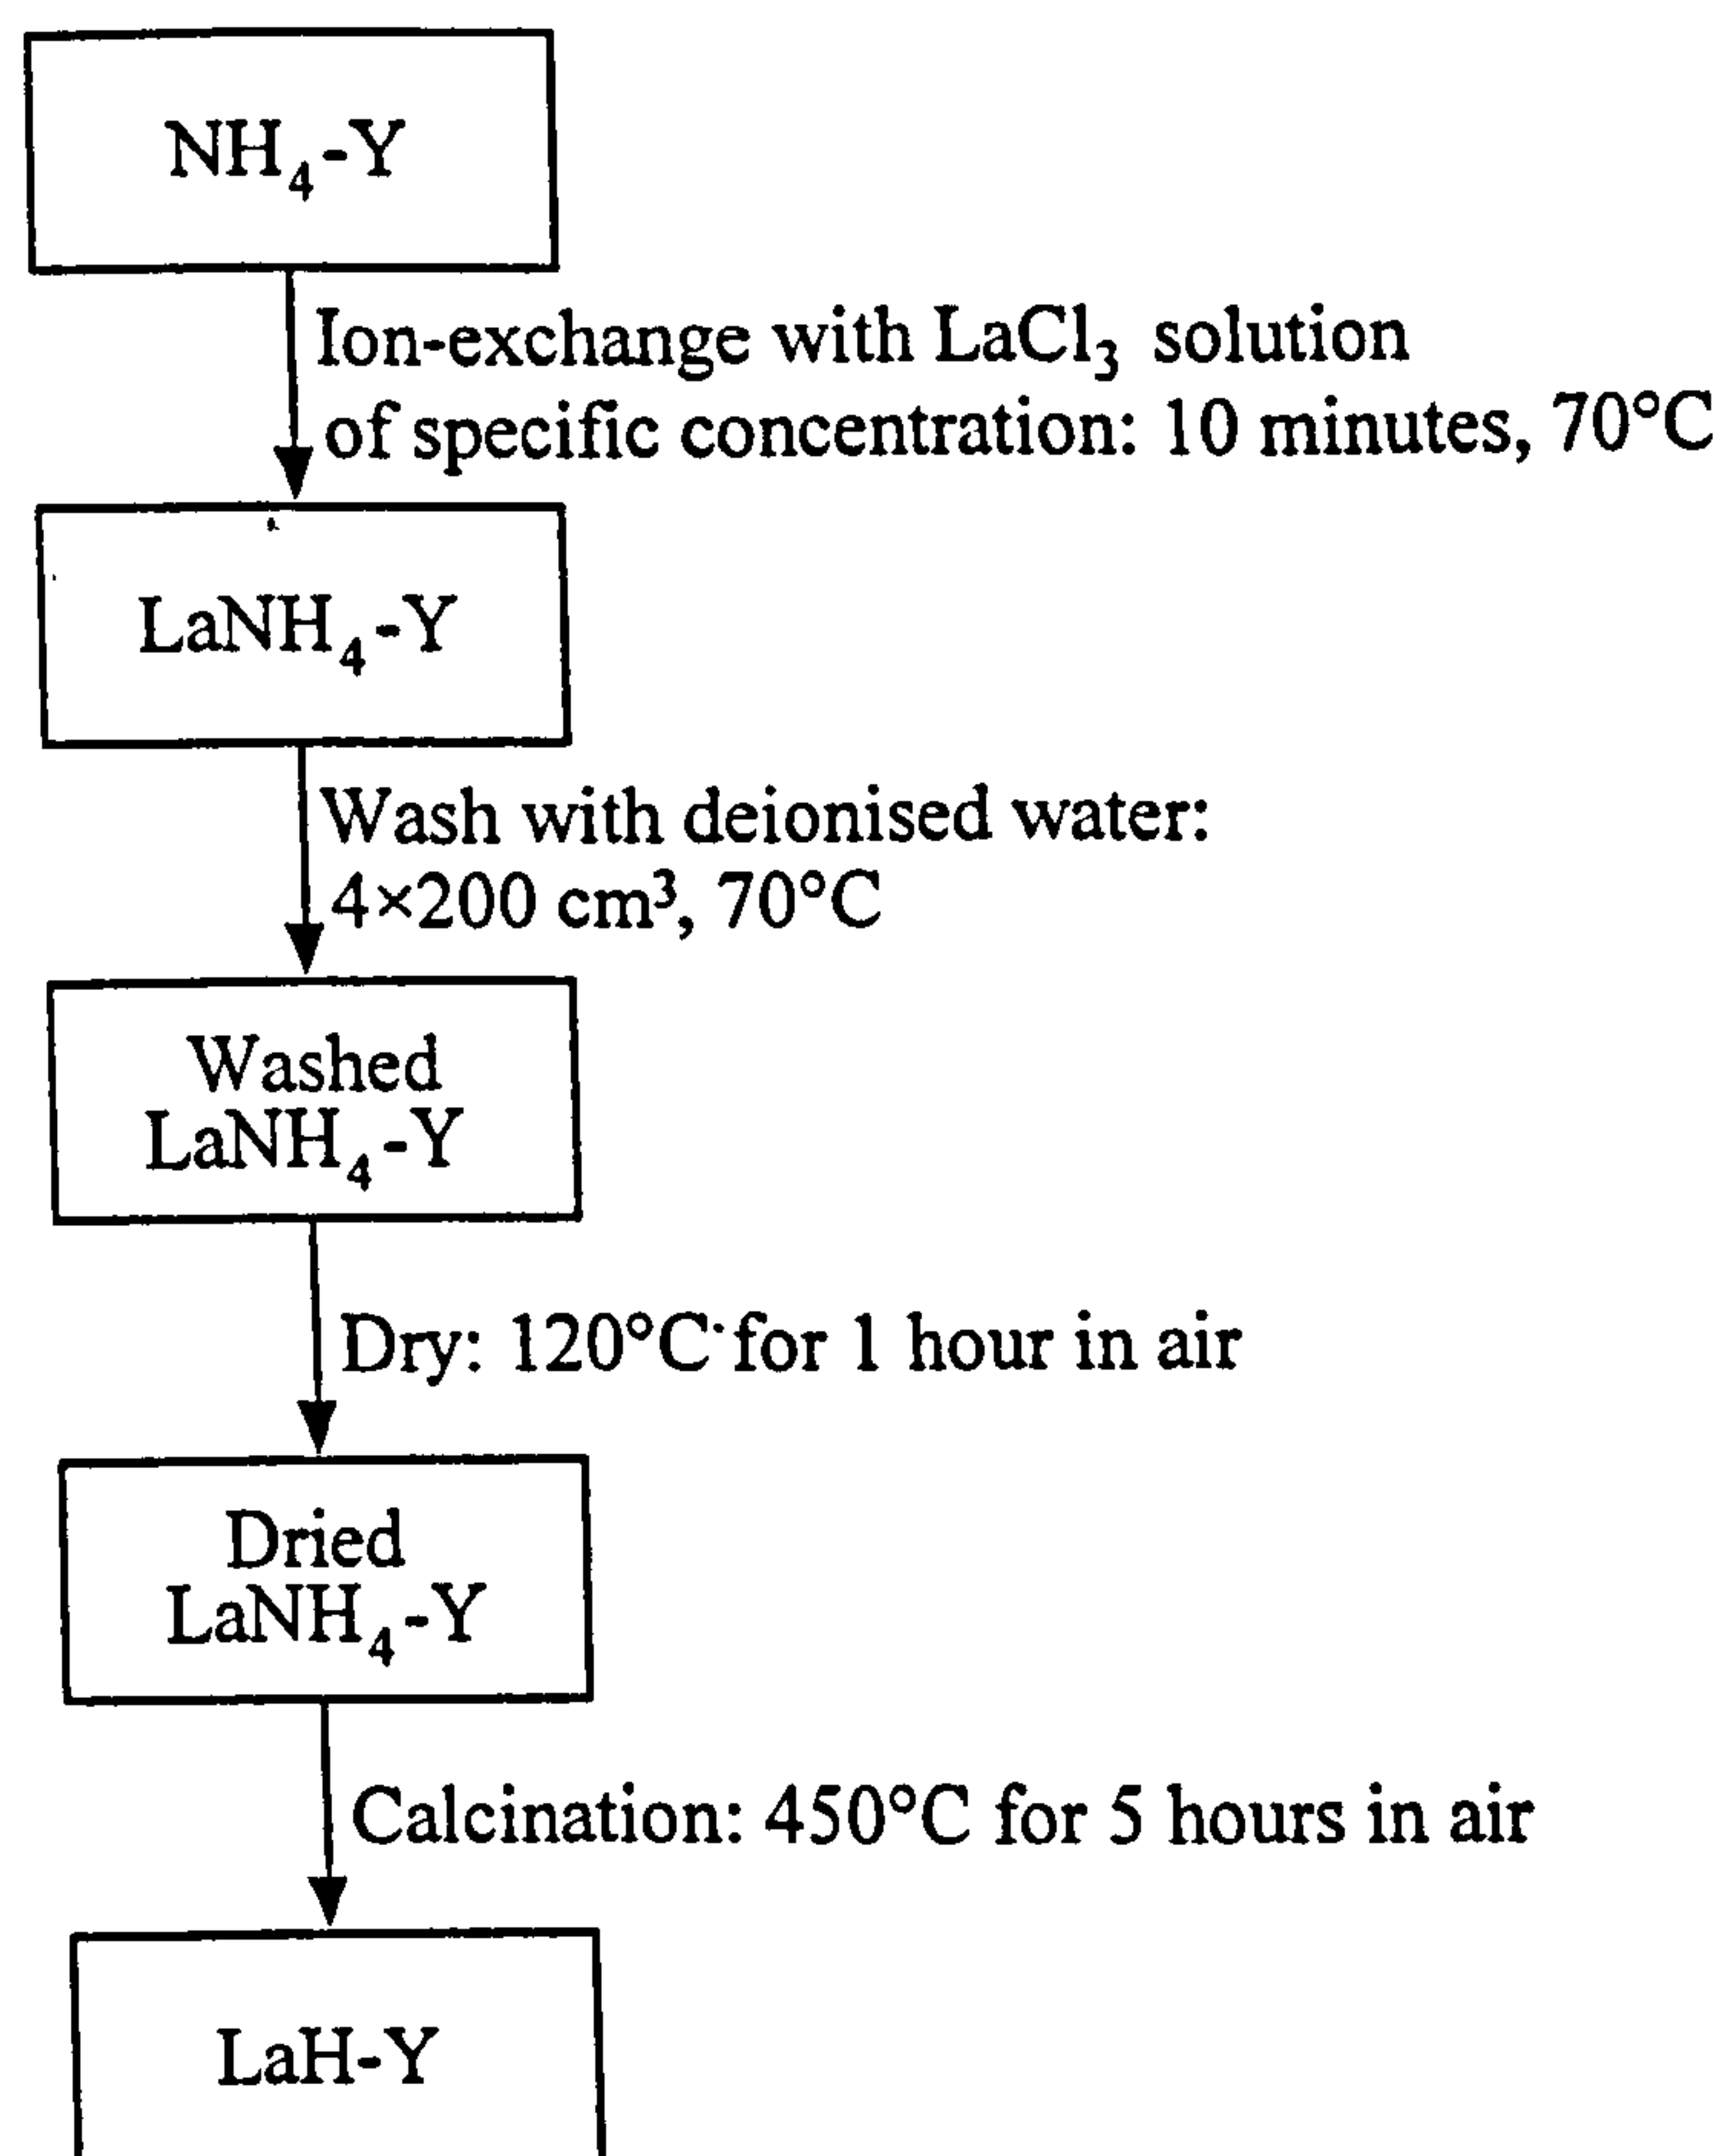 NH₄-Y
Ion-exchange with LaCl₃ solution
of specific concentration: 10 minutes, 70°C
LaNH₄-Y
Wash with deionised water:
4×200 cm³, 70°C
Washed
LaNH₄-Y
Dry: 120°C for 1 hour in air
Dried
LaNH₄-Y
Calcination: 450°C for 5 hours in air
LaH-Y